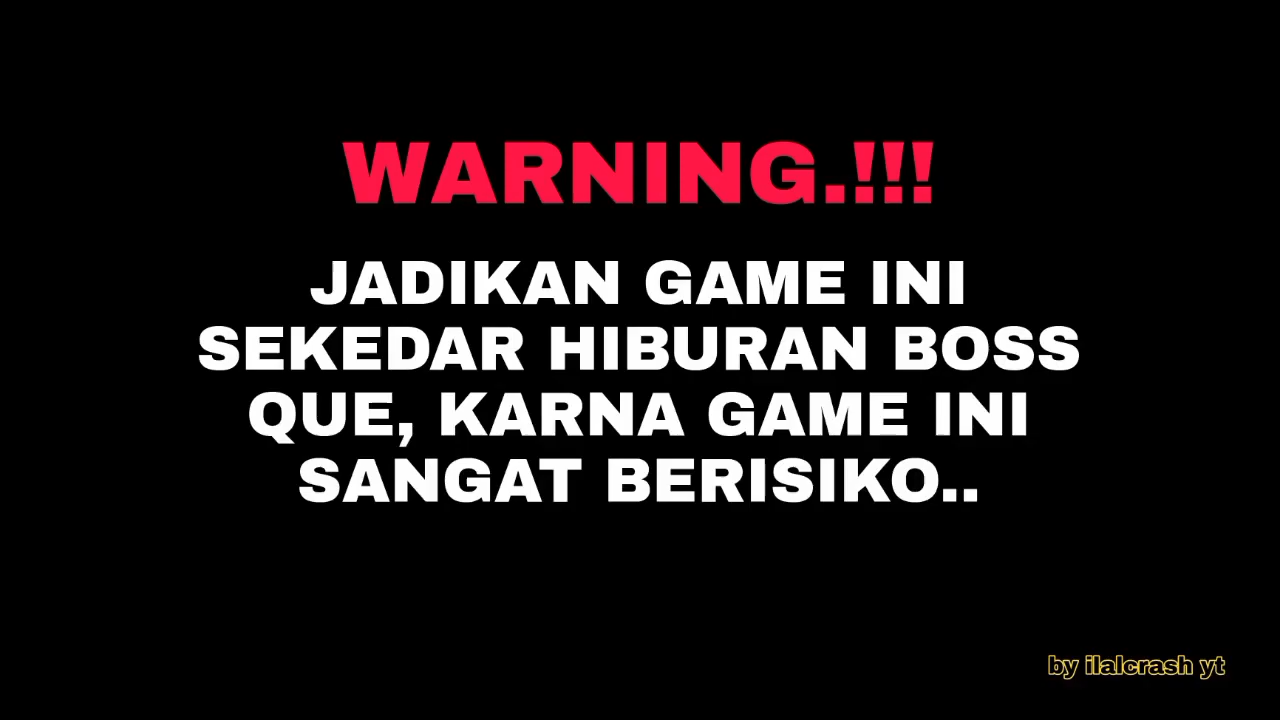 WARNING.!!!
JADIKAN GAME INI
SEKEDAR HIBURAN BOSS
QUE, KARNA GAME INI
SANGAT BERISIKO..
by ilalcrash yt